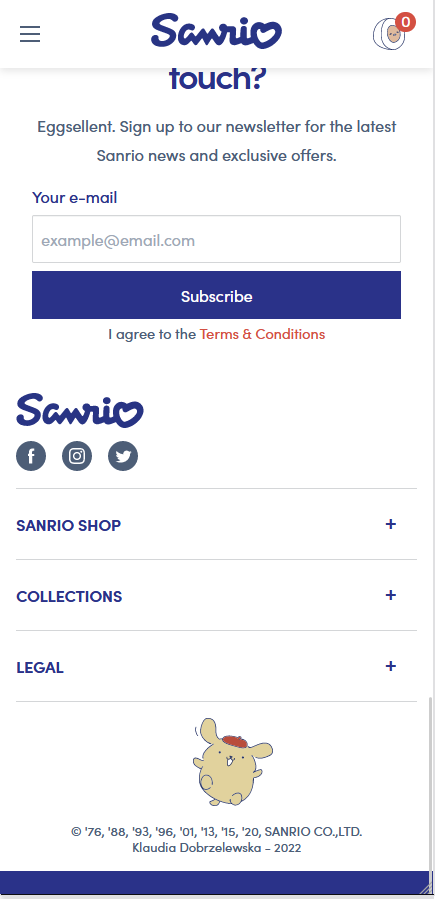 Sanrio
0
touch?
Eggsellent. Sign up to our newsletter for the latest
Sanrio news and exclusive offers.
Your e-mail
example@email.com
Subscribe
I agree to the Terms & Conditions
Sanrio
f
SANRIO SHOP +
COLLECTIONS +
LEGAL +
© '76, '88, '93, '96, '01, '13, '15, '20, SANRIO CO.,LTD.
Klaudia Dobrzelewska - 2022